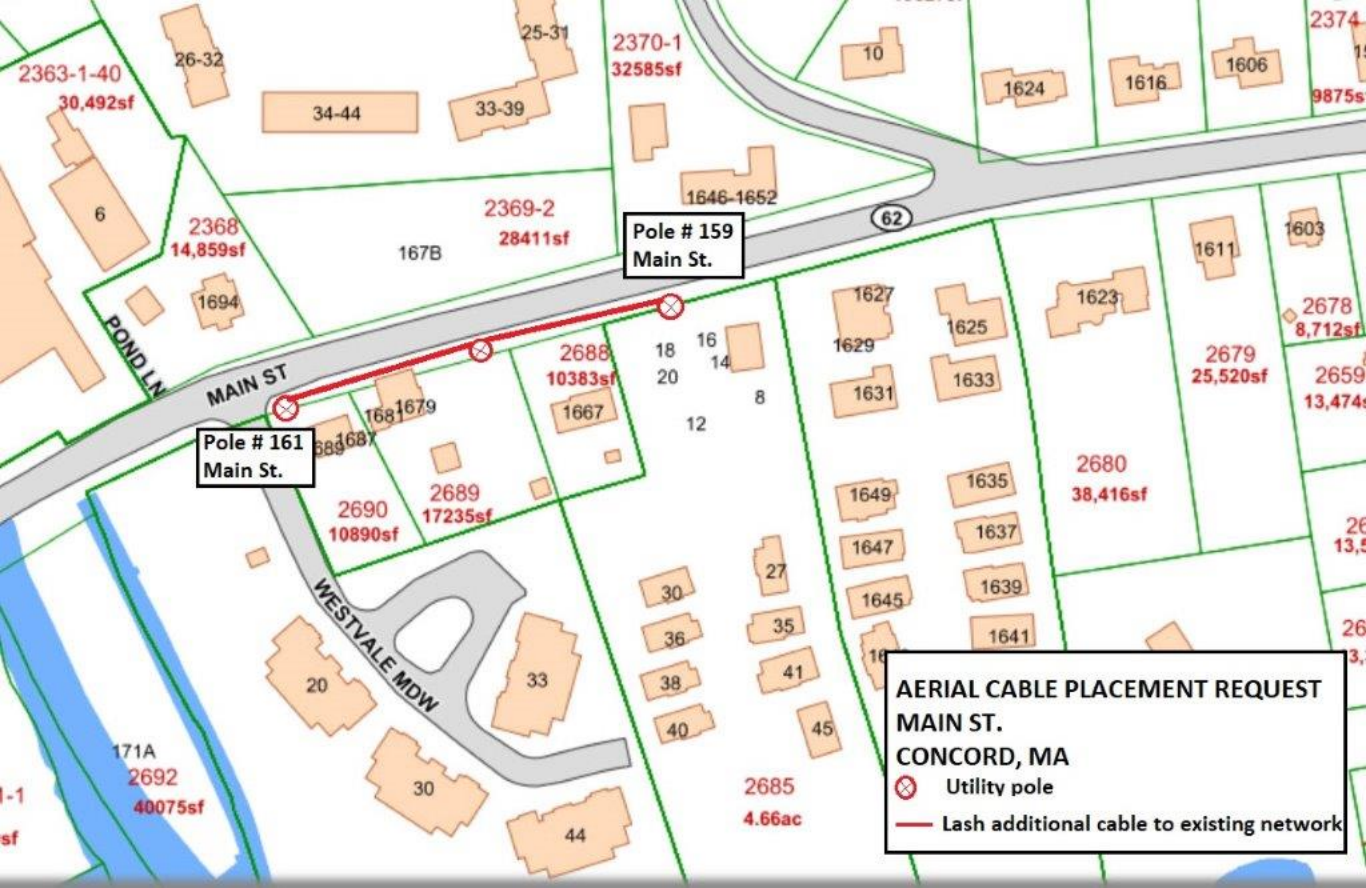 2374
2370-1
32585sf
25-31
26-32
10
2363-1-40
30,492sf
1606
1616
1624
9875s
33-39
34-44
1646-1652
6
2369-2
28411sf
62
2368
14,859sf
167B
Pole # 159
Main St.
1603
1611
1694
1627
1623
2678
8,712sf
POND LN
1625
1629
16
18
14
20
8
12
2688
10383sf
1667
2679
25,520sf
2659
13,474s
MAIN ST
1633
1631
1679
1681
1687
689
Pole # 161
Main St.
2680
38,416sf
2689
17235sf
2690
10890sf
1635
1649
1637
1647
1639
1645
1641
27
30
35
36
41
38
40
45
WESTVALE MDW
20
33
30
44
171A
2692
40075sf
1-1
sf
2685
4.66ac
AERIAL CABLE PLACEMENT REQUEST
MAIN ST.
CONCORD, MA
Utility pole
Lash additional cable to existing network